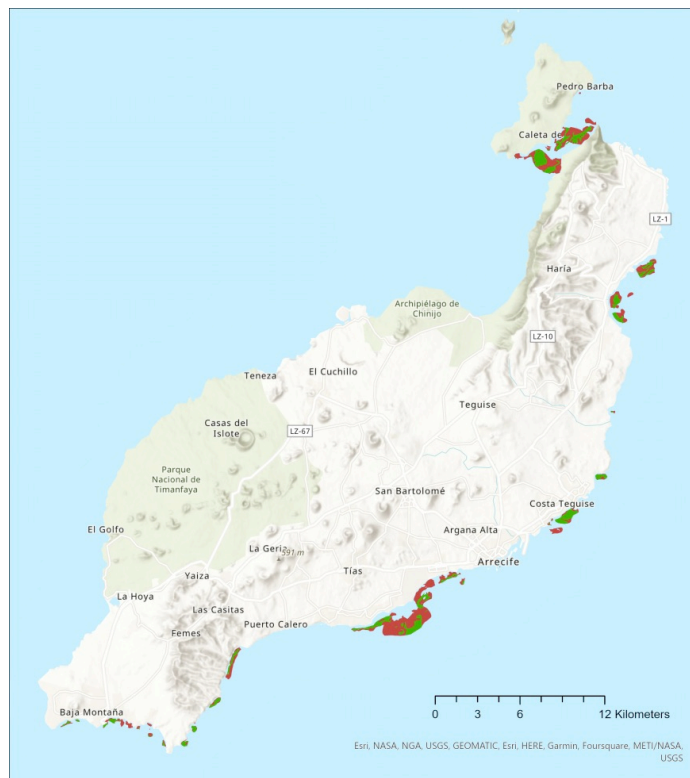 Pedro Barba
Caleta de
LZ-1
Haría
Archipiélago de
Chinijo
LZ-10
Teneza
El Cuchillo
Teguise
Casas del
Islote
LZ-67
Parque
Nacional de
Timanfaya
San Bartolomé
Costa Teguise
El Golfo
Argana Alta
La Geria
591 m
Arrecife
Tías
Yaiza
La Hoya
Las Casitas
Puerto Calero
Femes
Baja Montaña
0 3 6 12 Kilometers
Esri, NASA, NGA, USGS, GEOMATIC, Esri, HERE, Garmin, Foursquare, METI/NASA,
USGS